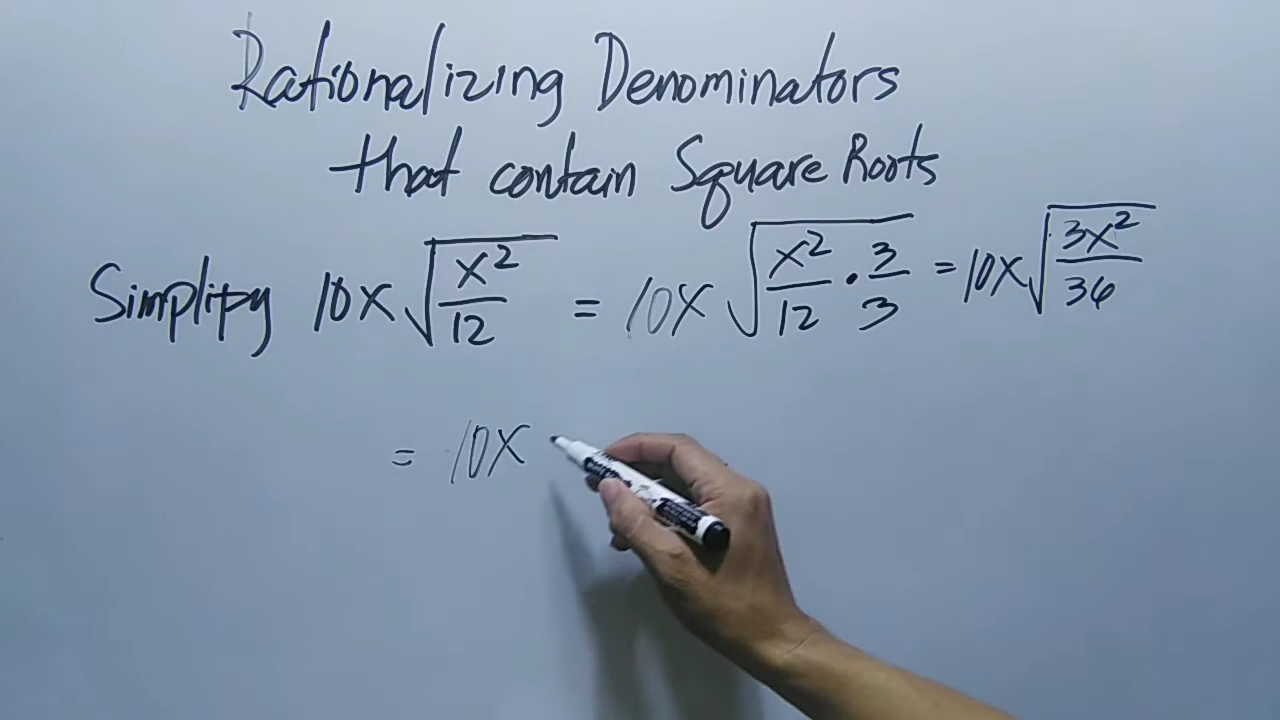 Rationalizing Denominators
that contain Square Roots
Simplify 10x√(x²/12) = 10x√(x²/12 · 3/3) = 10x√(3x²/36)
= 10x